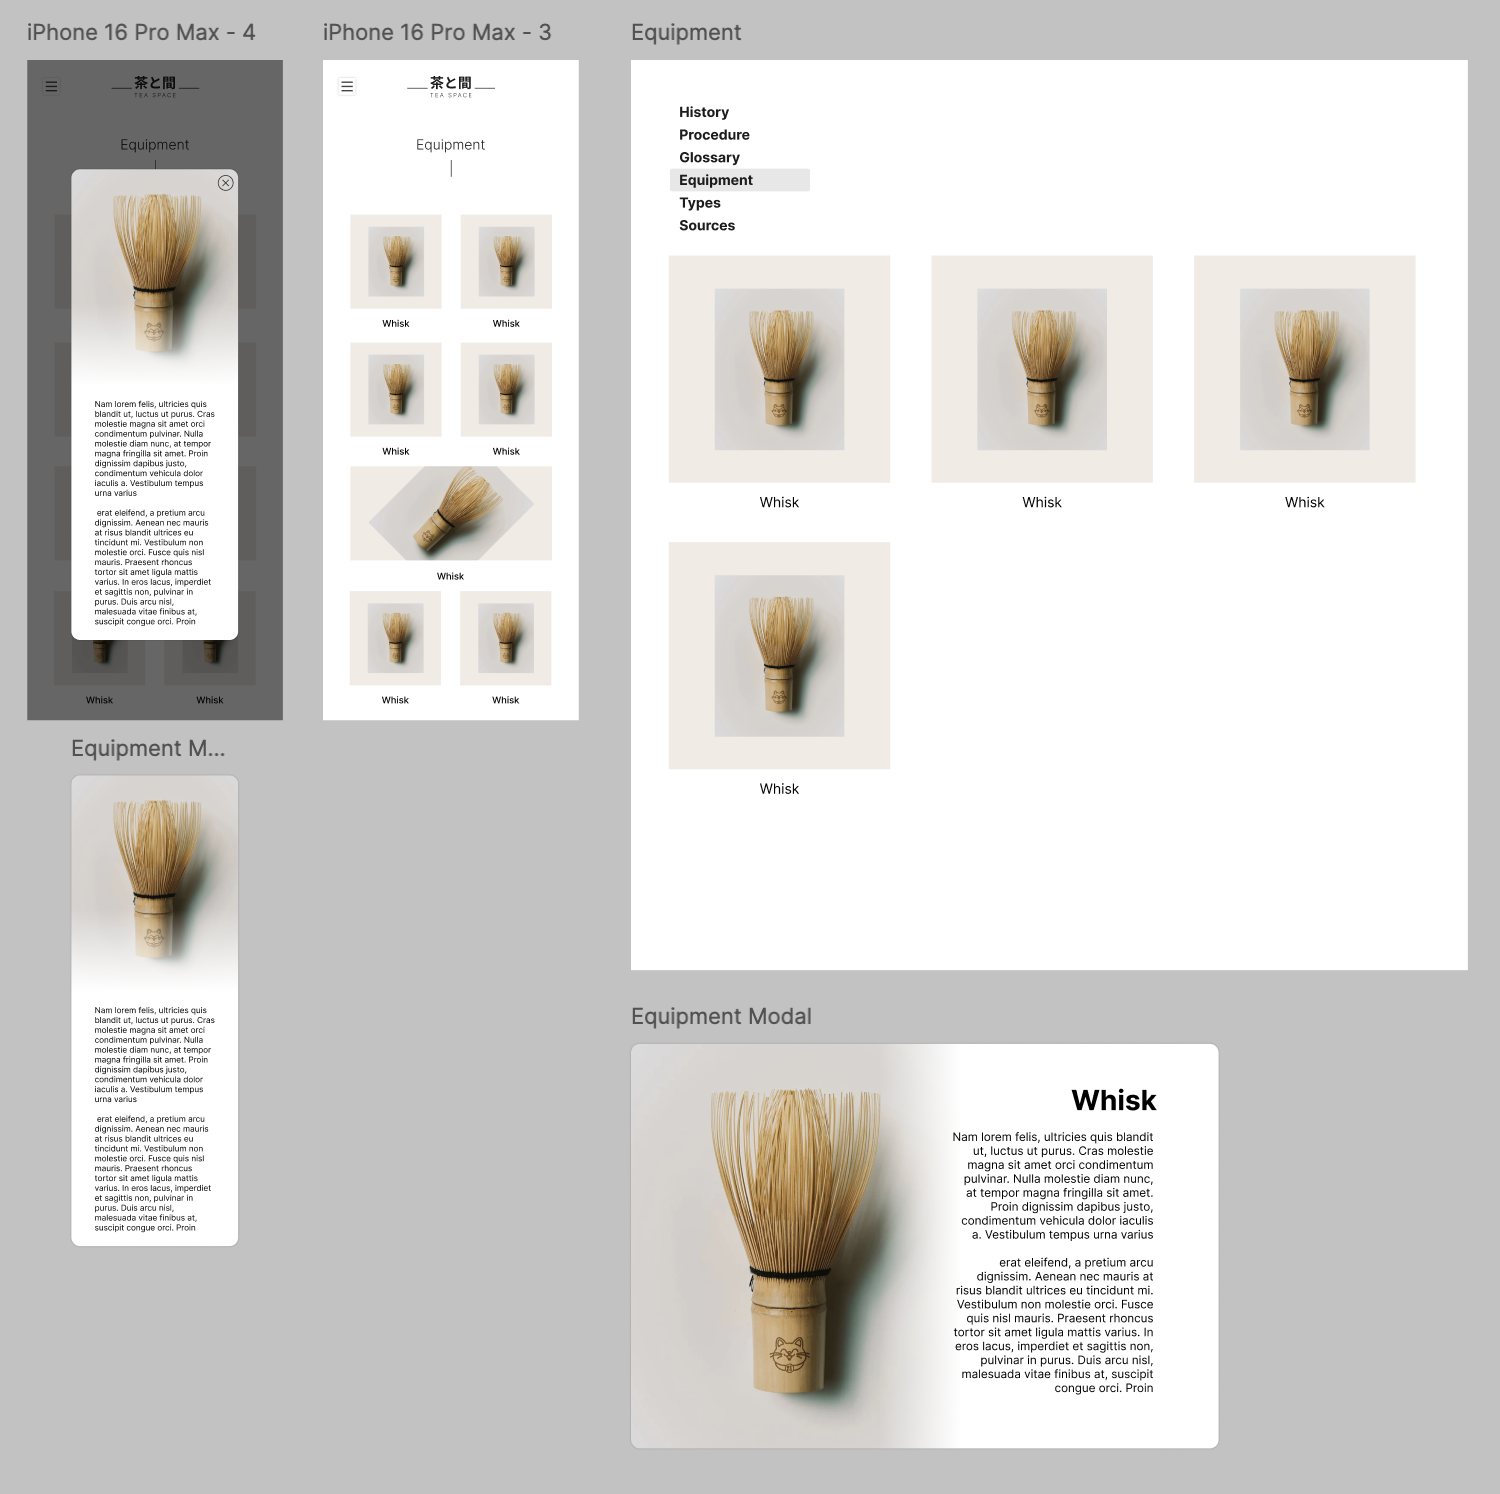 iPhone 16 Pro Max - 4
茶と間
TEA SPACE
Equipment
Nam lorem felis, ultricies quis
blandit ut, luctus ut purus. Cras
molestie magna sit amet orci
condimentum pulvinar. Nulla
molestie diam nunc, at tempor
magna fringilla sit amet. Proin
dignissim dapibus justo,
condimentum vehicula dolor
iaculis a. Vestibulum tempus
urna varius
erat eleifend, a pretium arcu
dignissim. Aenean nec mauris
at risus blandit ultrices eu
tincidunt mi. Vestibulum non
molestie orci. Fusce quis nisl
mauris. Praesent rhoncus
tortor sit amet ligula mattis
varius. In eros lacus, imperdiet
et sagittis non, pulvinar in
purus. Duis arcu nisl,
malesuada vitae finibus at,
suscipit congue orci. Proin
Whisk Whisk
iPhone 16 Pro Max - 3
茶と間
TEA SPACE
Equipment
Whisk Whisk
Whisk Whisk
Whisk
Whisk Whisk
Equipment
History
Procedure
Glossary
Equipment
Types
Sources
Whisk Whisk Whisk
Whisk
Equipment M...
Nam lorem felis, ultricies quis
blandit ut, luctus ut purus. Cras
molestie magna sit amet orci
condimentum pulvinar. Nulla
molestie diam nunc, at tempor
magna fringilla sit amet. Proin
dignissim dapibus justo,
condimentum vehicula dolor
iaculis a. Vestibulum tempus
urna varius
erat eleifend, a pretium arcu
dignissim. Aenean nec mauris
at risus blandit ultrices eu
tincidunt mi. Vestibulum non
molestie orci. Fusce quis nisl
mauris. Praesent rhoncus
tortor sit amet ligula mattis
varius. In eros lacus, imperdiet
et sagittis non, pulvinar in
purus. Duis arcu nisl,
malesuada vitae finibus at,
suscipit congue orci. Proin
Equipment Modal
Whisk
Nam lorem felis, ultricies quis blandit
ut, luctus ut purus. Cras molestie
magna sit amet orci condimentum
pulvinar. Nulla molestie diam nunc,
at tempor magna fringilla sit amet.
Proin dignissim dapibus justo,
condimentum vehicula dolor iaculis
a. Vestibulum tempus urna varius
erat eleifend, a pretium arcu
dignissim. Aenean nec mauris at
risus blandit ultrices eu tincidunt mi.
Vestibulum non molestie orci. Fusce
quis nisl mauris. Praesent rhoncus
tortor sit amet ligula mattis varius. In
eros lacus, imperdiet et sagittis non,
pulvinar in purus. Duis arcu nisl,
malesuada vitae finibus at, suscipit
congue orci. Proin